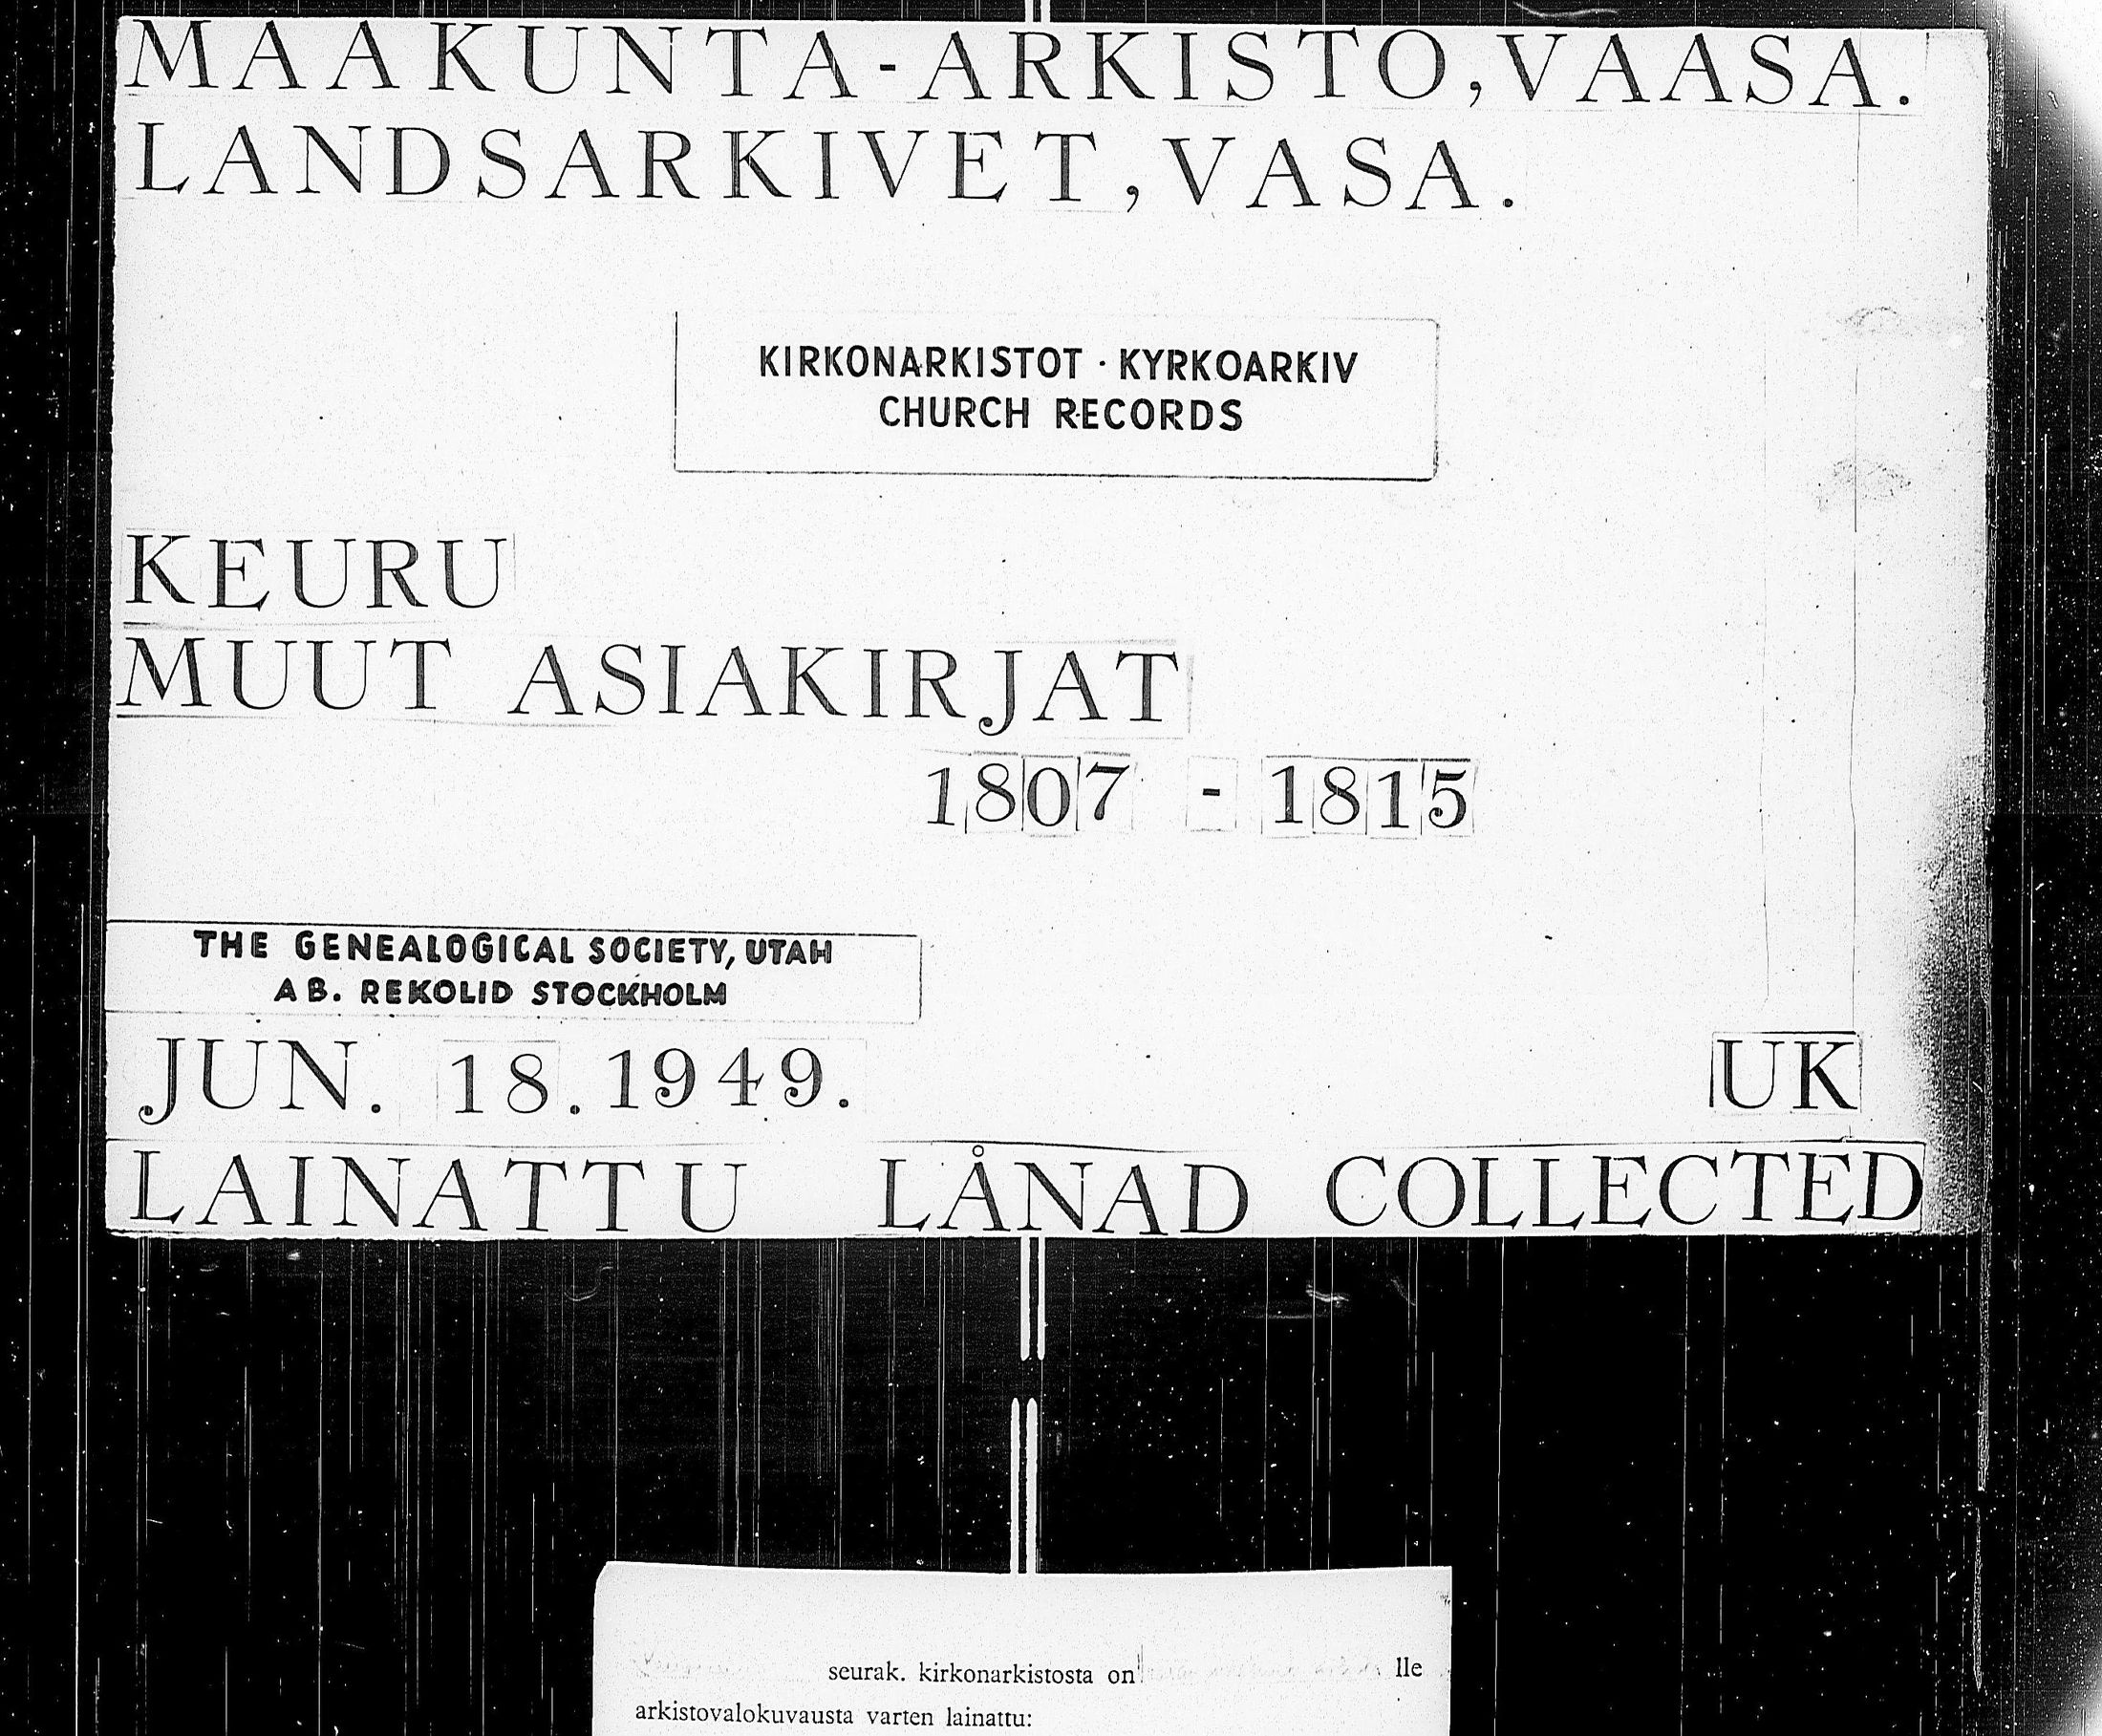 MAAKUNTA-ARKISTO, VAASA.
LANDSARKIVET, VASA.
KIRKONARKISTOT · KYRKOARKIV
CHURCH RECORDS
KEURU
MUUT ASIAKIRJAT
1807 - 1815
THE GENEALOGICAL SOCIETY, UTAH
AB. REKOLID STOCKHOLM
JUN. 18. 1949. UK
LAINATTU LÅNAD COLLECTED
seurak. kirkonarkistosta on lle
arkistovalokuvausta varten lainattu: